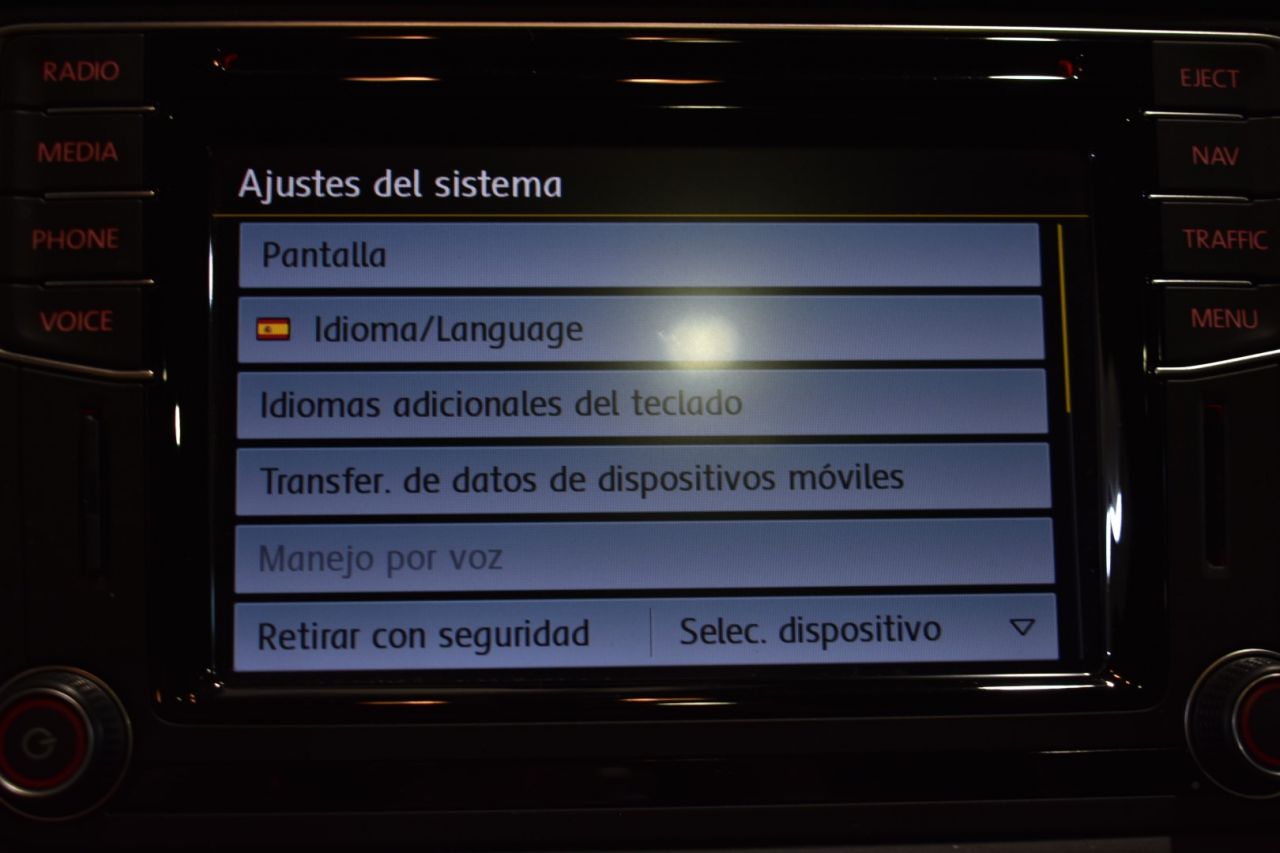 RADIO
MEDIA
PHONE
VOICE
Ajustes del sistema
Pantalla
Idioma/Language
Idiomas adicionales del teclado
Transfer. de datos de dispositivos móviles
Manejo por voz
Retirar con seguridad Selec. dispositivo
EJECT
NAV
TRAFFIC
MENU